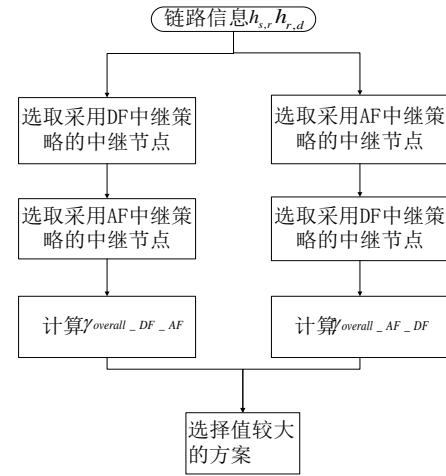 链路信息h_{s,r} h_{r,d}
选取采用DF中继策
略的中继节点
选取采用AF中继策
略的中继节点
选取采用AF中继策
略的中继节点
选取采用DF中继策
略的中继节点
计算γ_{overall_DF_AF}
计算γ_{overall_AF_DF}
选择值较大
的方案